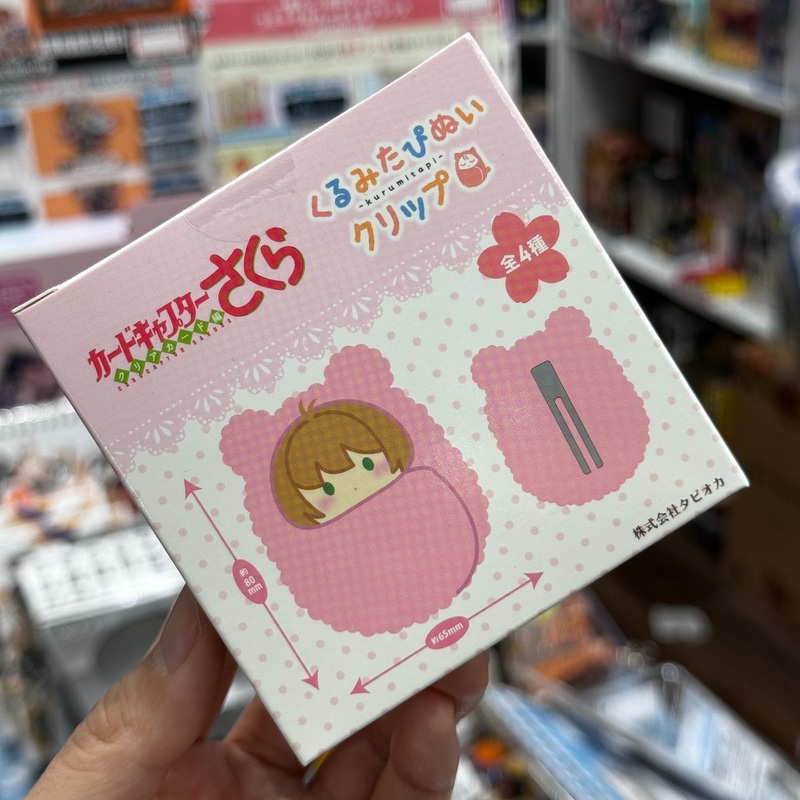 くるみたぴぬい
-kurumitapi-
クリップ
カードキャプターさくら
クリアカード編
全4種
約80mm
約65mm
株式会社タピオカ